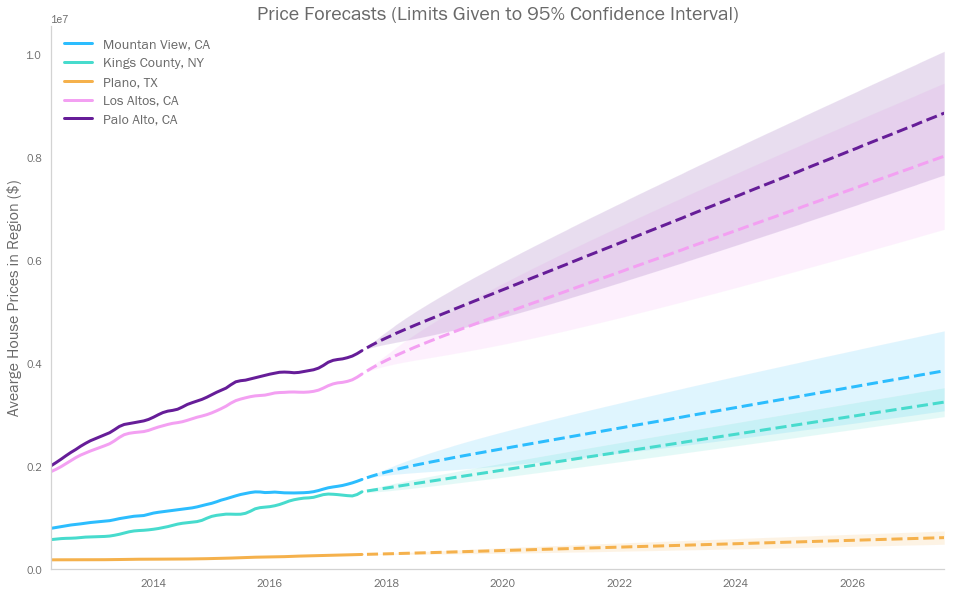 Price Forecasts (Limits Given to 95% Confidence Interval)
1e7
Mountan View, CA
Kings County, NY
Plano, TX
Los Altos, CA
Palo Alto, CA
Avearge House Prices in Region ($)
1.0
0.8
0.6
0.4
0.2
0.0
2014 2016 2018 2020 2022 2024 2026